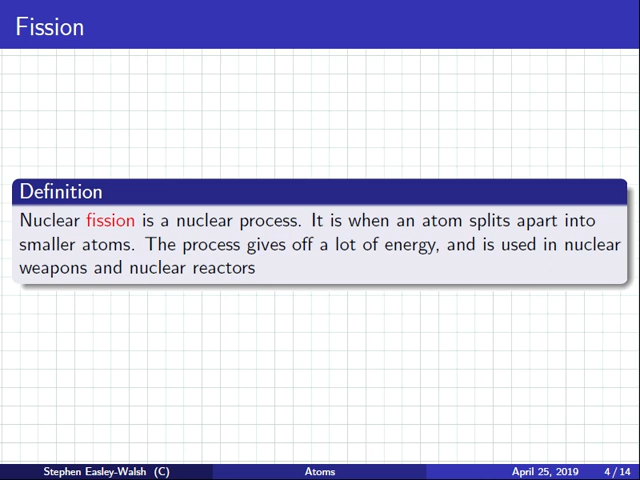 Fission
Definition
Nuclear fission is a nuclear process. It is when an atom splits apart into
smaller atoms. The process gives off a lot of energy, and is used in nuclear
weapons and nuclear reactors
Stephen Easley-Walsh (C) Atoms April 25, 2019 4 / 14